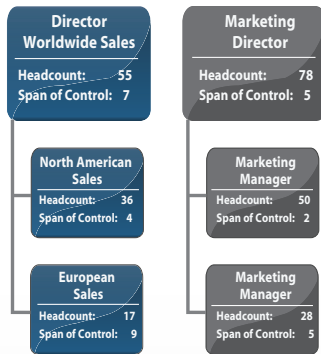 Director
Worldwide Sales
Headcount: 55
Span of Control: 7
North American
Sales
Headcount: 36
Span of Control: 4
European
Sales
Headcount: 17
Span of Control: 9
Marketing
Director
Headcount: 78
Span of Control: 5
Marketing
Manager
Headcount: 50
Span of Control: 2
Marketing
Manager
Headcount: 28
Span of Control: 5